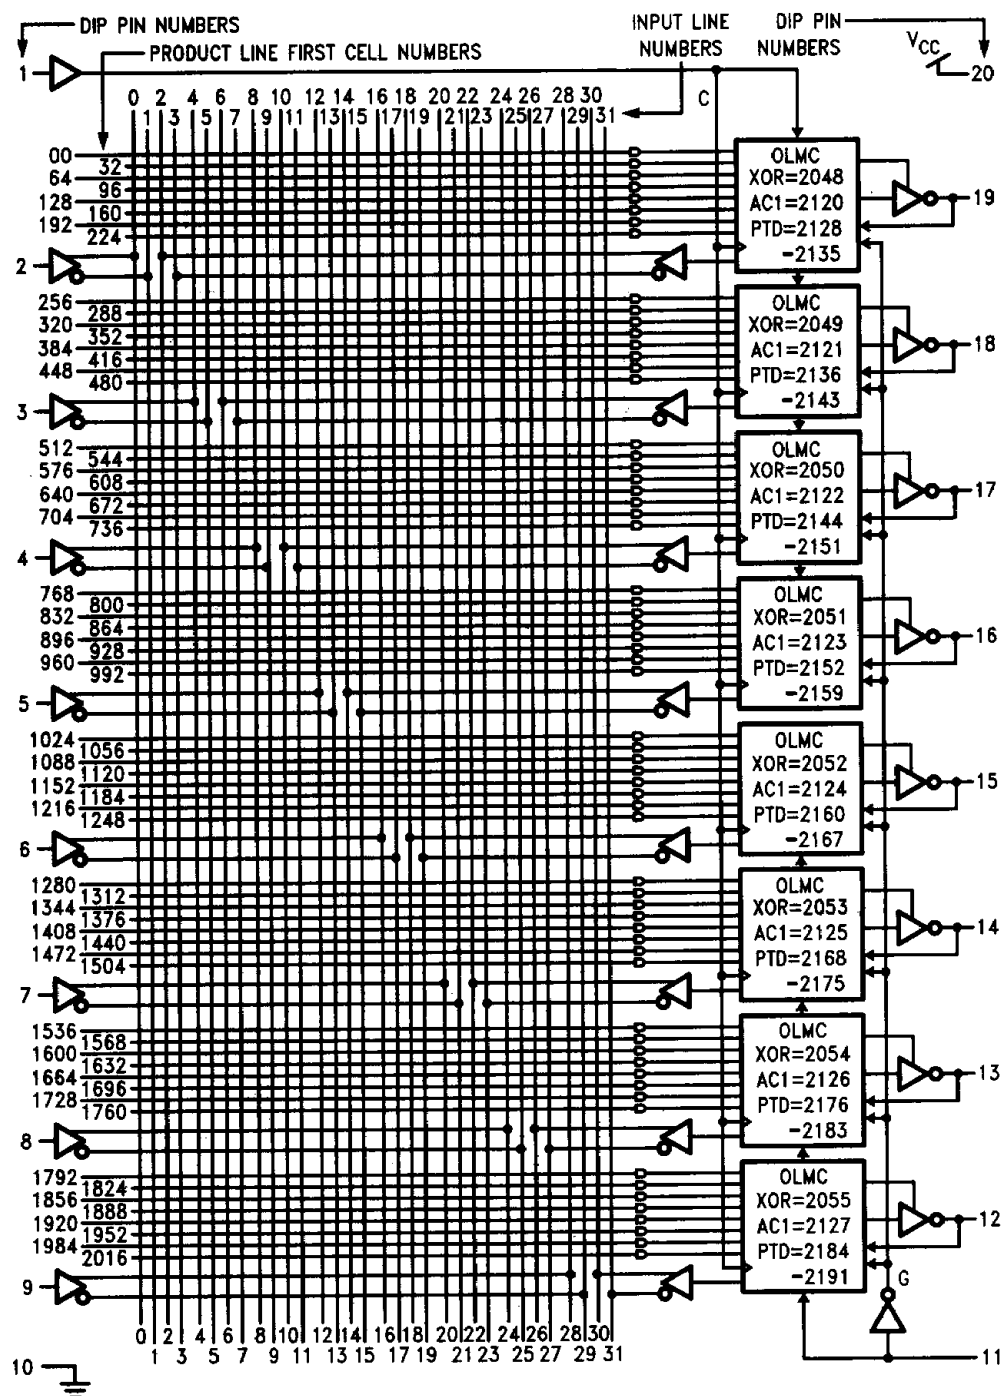 DIP PIN NUMBERS
PRODUCT LINE FIRST CELL NUMBERS
INPUT LINE NUMBERS
DIP PIN NUMBERS
VCC
20
1
C
0 2 4 6 8 10 12 14 16 18 20 22 24 26 28 30
1 3 5 7 9 11 13 15 17 19 21 23 25 27 29 31
00
32
64
96
128
160
192
224
OLMC
XOR=2048
AC1=2120
PTD=2128
-2135
19
2
256
288
320
352
384
416
448
480
OLMC
XOR=2049
AC1=2121
PTD=2136
-2143
18
3
512
544
576
608
640
672
704
736
OLMC
XOR=2050
AC1=2122
PTD=2144
-2151
17
4
768
800
832
864
896
928
960
992
OLMC
XOR=2051
AC1=2123
PTD=2152
-2159
16
5
1024
1056
1088
1120
1152
1184
1216
1248
OLMC
XOR=2052
AC1=2124
PTD=2160
-2167
15
6
1280
1312
1344
1376
1408
1440
1472
1504
OLMC
XOR=2053
AC1=2125
PTD=2168
-2175
14
7
1536
1568
1600
1632
1664
1696
1728
1760
OLMC
XOR=2054
AC1=2126
PTD=2176
-2183
13
8
1792
1824
1856
1888
1920
1952
1984
2016
OLMC
XOR=2055
AC1=2127
PTD=2184
-2191
12
9
G
0 2 4 6 8 10 12 14 16 18 20 22 24 26 28 30
1 3 5 7 9 11 13 15 17 19 21 23 25 27 29 31
10
11